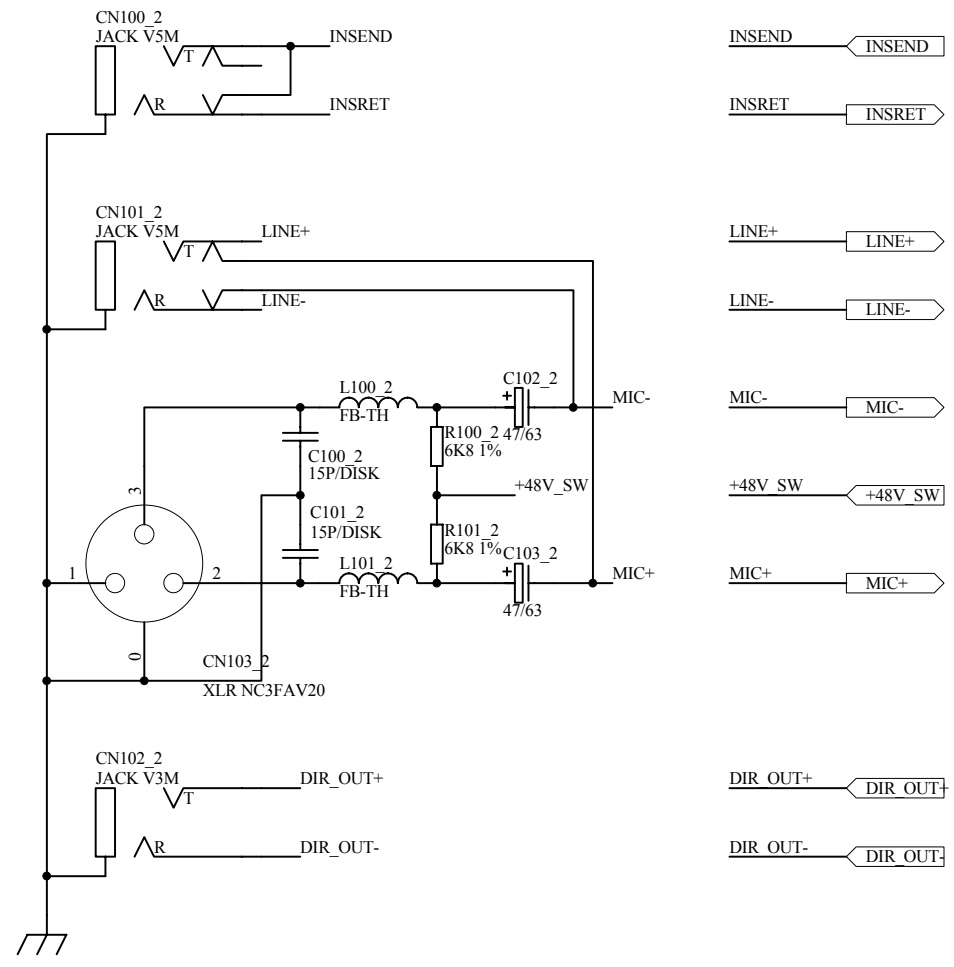 CN100_2
JACK V5M
T
INSEND
INSEND
INSEND
R
INSRET
INSRET
INSRET
CN101_2
JACK V5M
T
LINE+
LINE+
LINE+
R
LINE-
LINE-
LINE-
L100_2
FB-TH
C102_2
+
47/63
MIC-
MIC-
MIC-
R100_2
6K8 1%
C100_2
15P/DISK
+48V_SW
+48V_SW
+48V_SW
3
C101_2
15P/DISK
R101_2
6K8 1%
C103_2
+
47/63
L101_2
FB-TH
1
2
MIC+
MIC+
MIC+
0
CN103_2
XLR NC3FAV20
CN102_2
JACK V3M
T
DIR_OUT+
DIR_OUT+
DIR_OUT+
R
DIR_OUT-
DIR_OUT-
DIR_OUT-